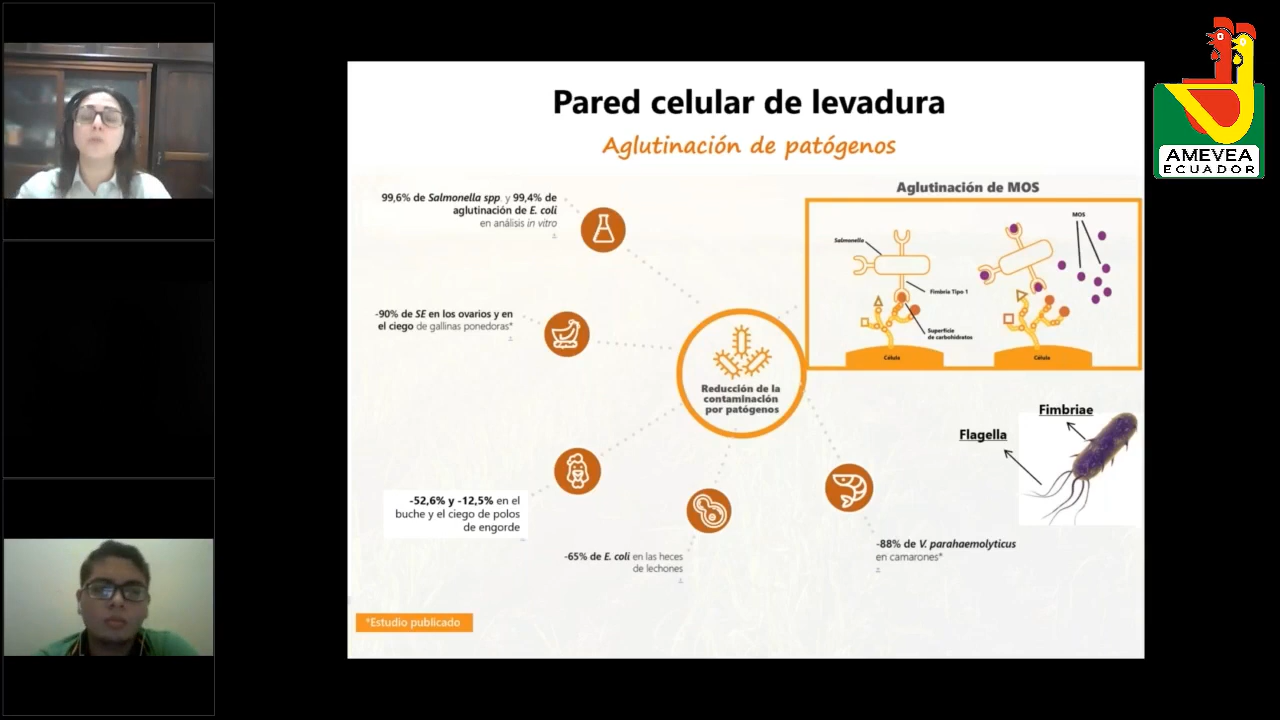 Pared celular de levadura
Aglutinación de patógenos
99,6% de Salmonella spp. y 99,4% de
aglutinación de E. coli
en análisis in vitro
-90% de SE en los ovarios y en
el ciego de gallinas ponedoras*
-52,6% y -12,5% en el
buche y el ciego de polos
de engorde
-65% de E. coli en las heces
de lechones
-88% de V. parahaemolyticus
en camarones*
Reducción de la
contaminación
por patógenos
Aglutinación de MOS
Salmonella
Fimbria Tipo 1
Superficie
de carbohidratos
Célula
MOS
Célula
Fimbriae
Flagella
*Estudio publicado
AMEVEA
ECUADOR